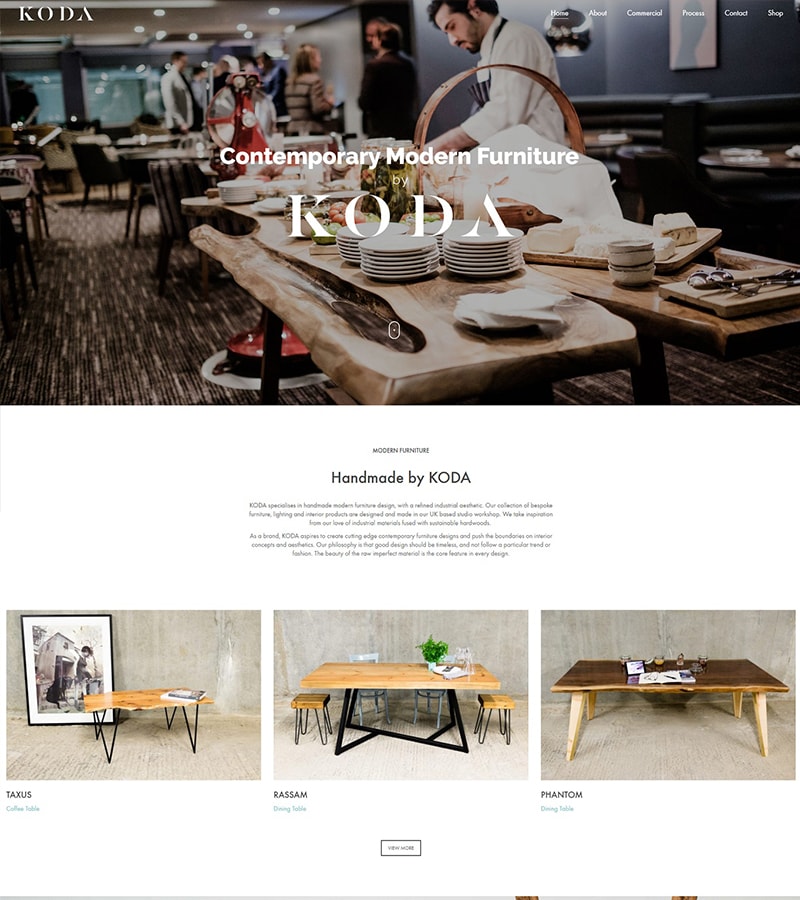 KODA
Home About Commercial Process Contact Shop
Contemporary Modern Furniture
by
KODA
MODERN FURNITURE
Handmade by KODA
KODA specialises in handmade modern furniture design, with a refined industrial aesthetic. Our collection of bespoke
furniture, lighting and interior products are designed and made in our UK based studio workshop. We take inspiration
from our love of industrial materials fused with sustainable hardwoods.
As a brand, KODA aspires to create cutting edge contemporary furniture designs and push the boundaries on interior
concepts and aesthetics. Our philosophy is that good design should be timeless, and not follow a particular trend or
fashion. The beauty of the raw imperfect material is the core feature in every design.
TAXUS
Coffee Table
RASSAM
Dining Table
PHANTOM
Dining Table
VIEW MORE